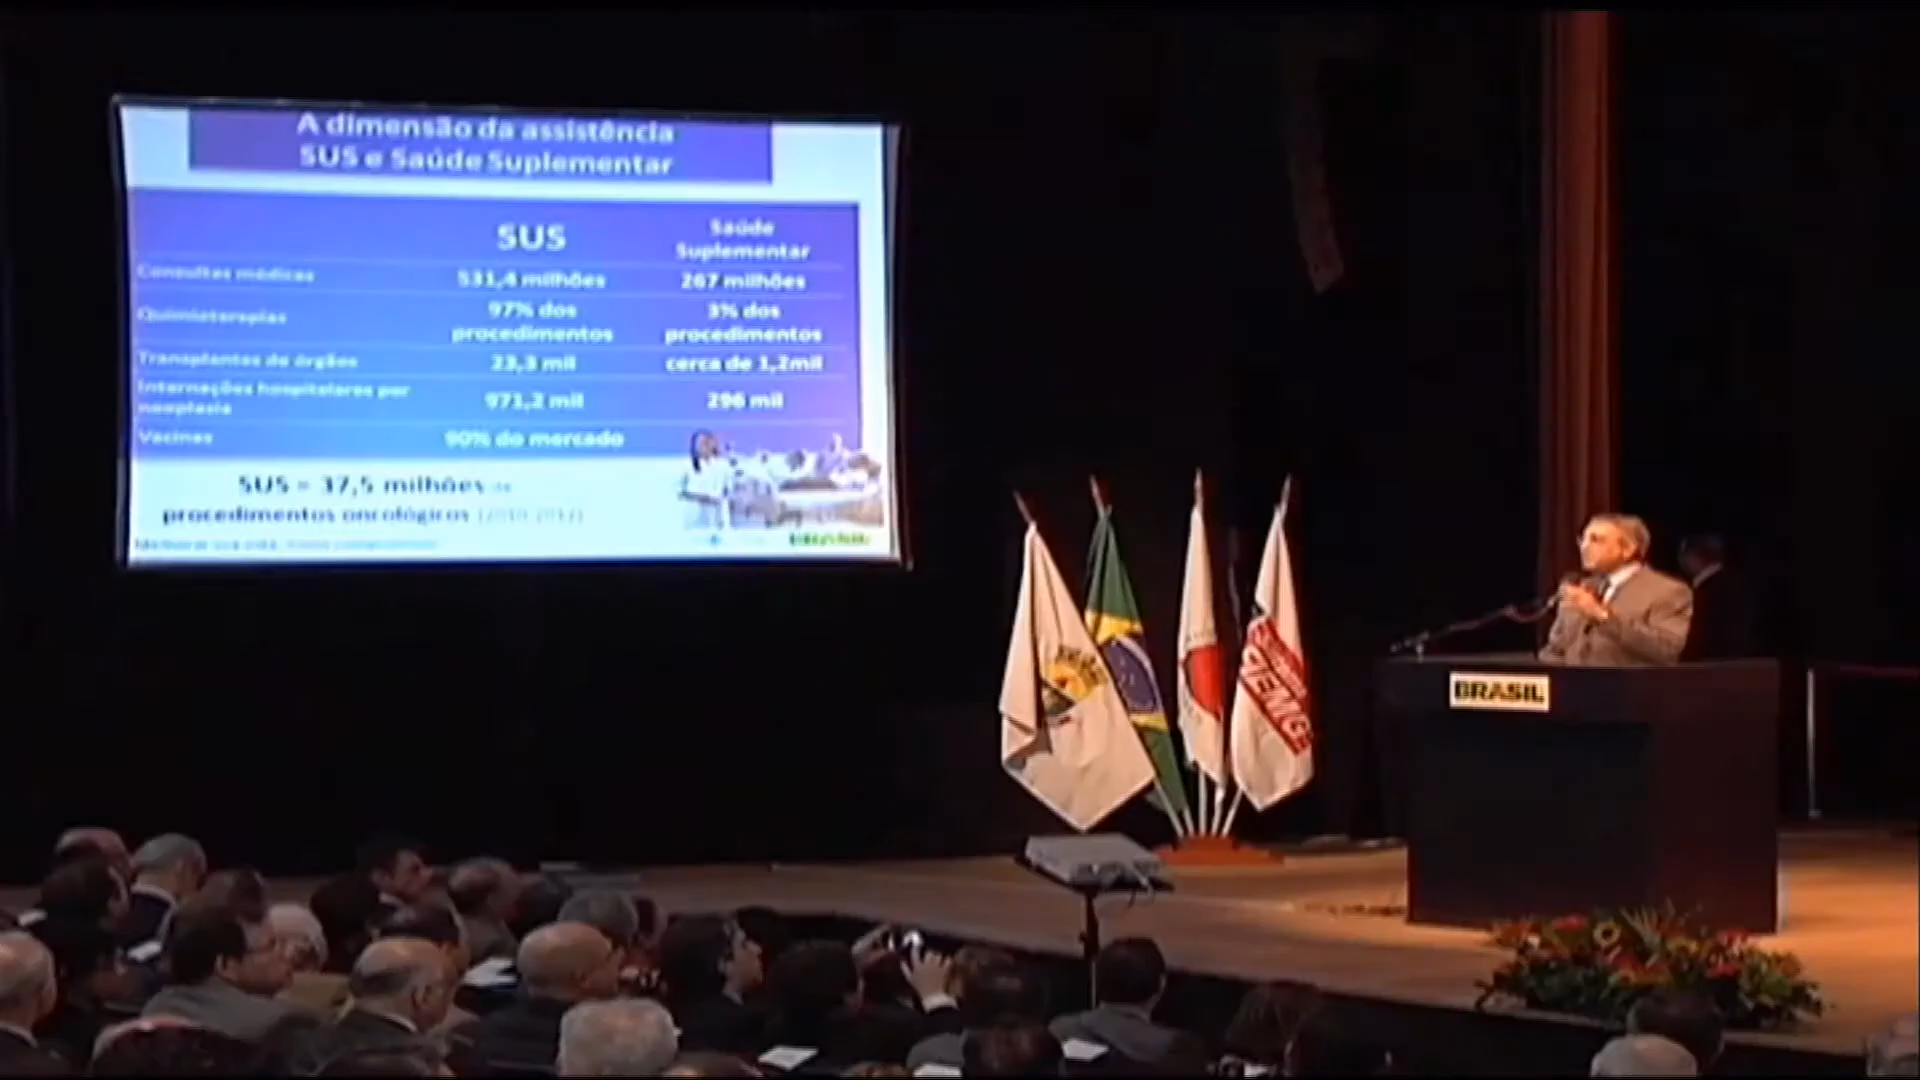 A dimensão da assistência
SUS e Saúde Suplementar
SUS
Saúde
Suplementar
Consultas médicas 531,4 milhões 267 milhões
Quimioterapias 97% dos procedimentos 3% dos procedimentos
Transplantes de órgãos 23,3 mil cerca de 1,2mil
Internações hospitalares por neoplasia 971,2 mil 296 mil
Vacinas 90% do mercado
SUS – 37,5 milhões de
procedimentos oncológicos
BRASIL
BRASIL